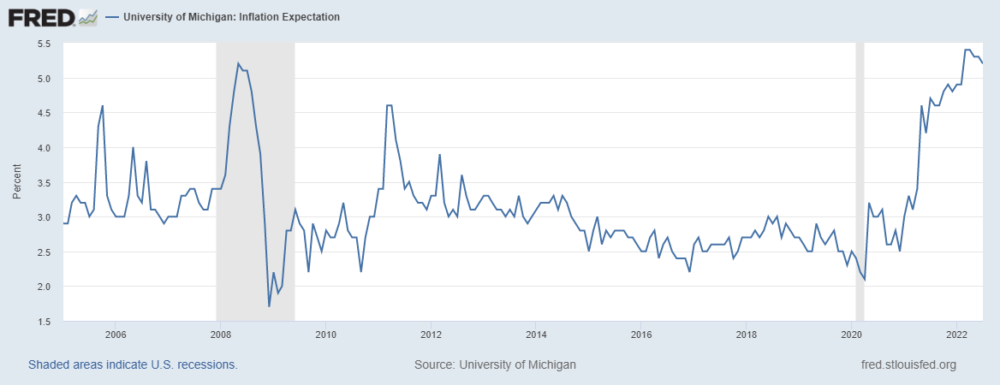 FRED University of Michigan: Inflation Expectation
5.5
5.0
4.5
4.0
3.5
3.0
2.5
2.0
1.5
Percent
2006 2008 2010 2012 2014 2016 2018 2020 2022
Shaded areas indicate U.S. recessions. Source: University of Michigan fred.stlouisfed.org